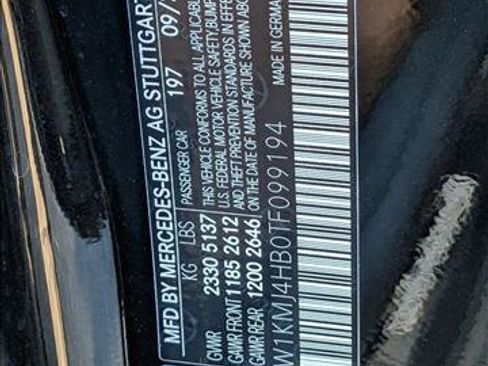 MFD BY MERCEDES-BENZ AG STUTTGART
09/
PASSENGER CAR 197
KG LBS
GVWR 2330 5137
GAWR FRONT 1185 2612
GAWR REAR 1200 2646
THIS VEHICLE CONFORMS TO ALL APPLICABLE
U.S. FEDERAL MOTOR VEHICLE SAFETY, BUMPER
AND THEFT PREVENTION STANDARDS IN EFFECT
ON THE DATE OF MANUFACTURE SHOWN ABOVE
W1KMJ4HB0TF099194
MADE IN GERMANY